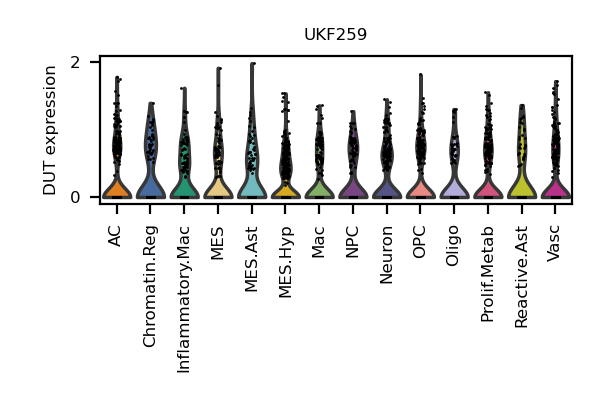 UKF259
DUT expression
2
0
AC
Chromatin.Reg
Inflammatory.Mac
MES
MES.Ast
MES.Hyp
Mac
NPC
Neuron
OPC
Oligo
Prolif.Metab
Reactive.Ast
Vasc